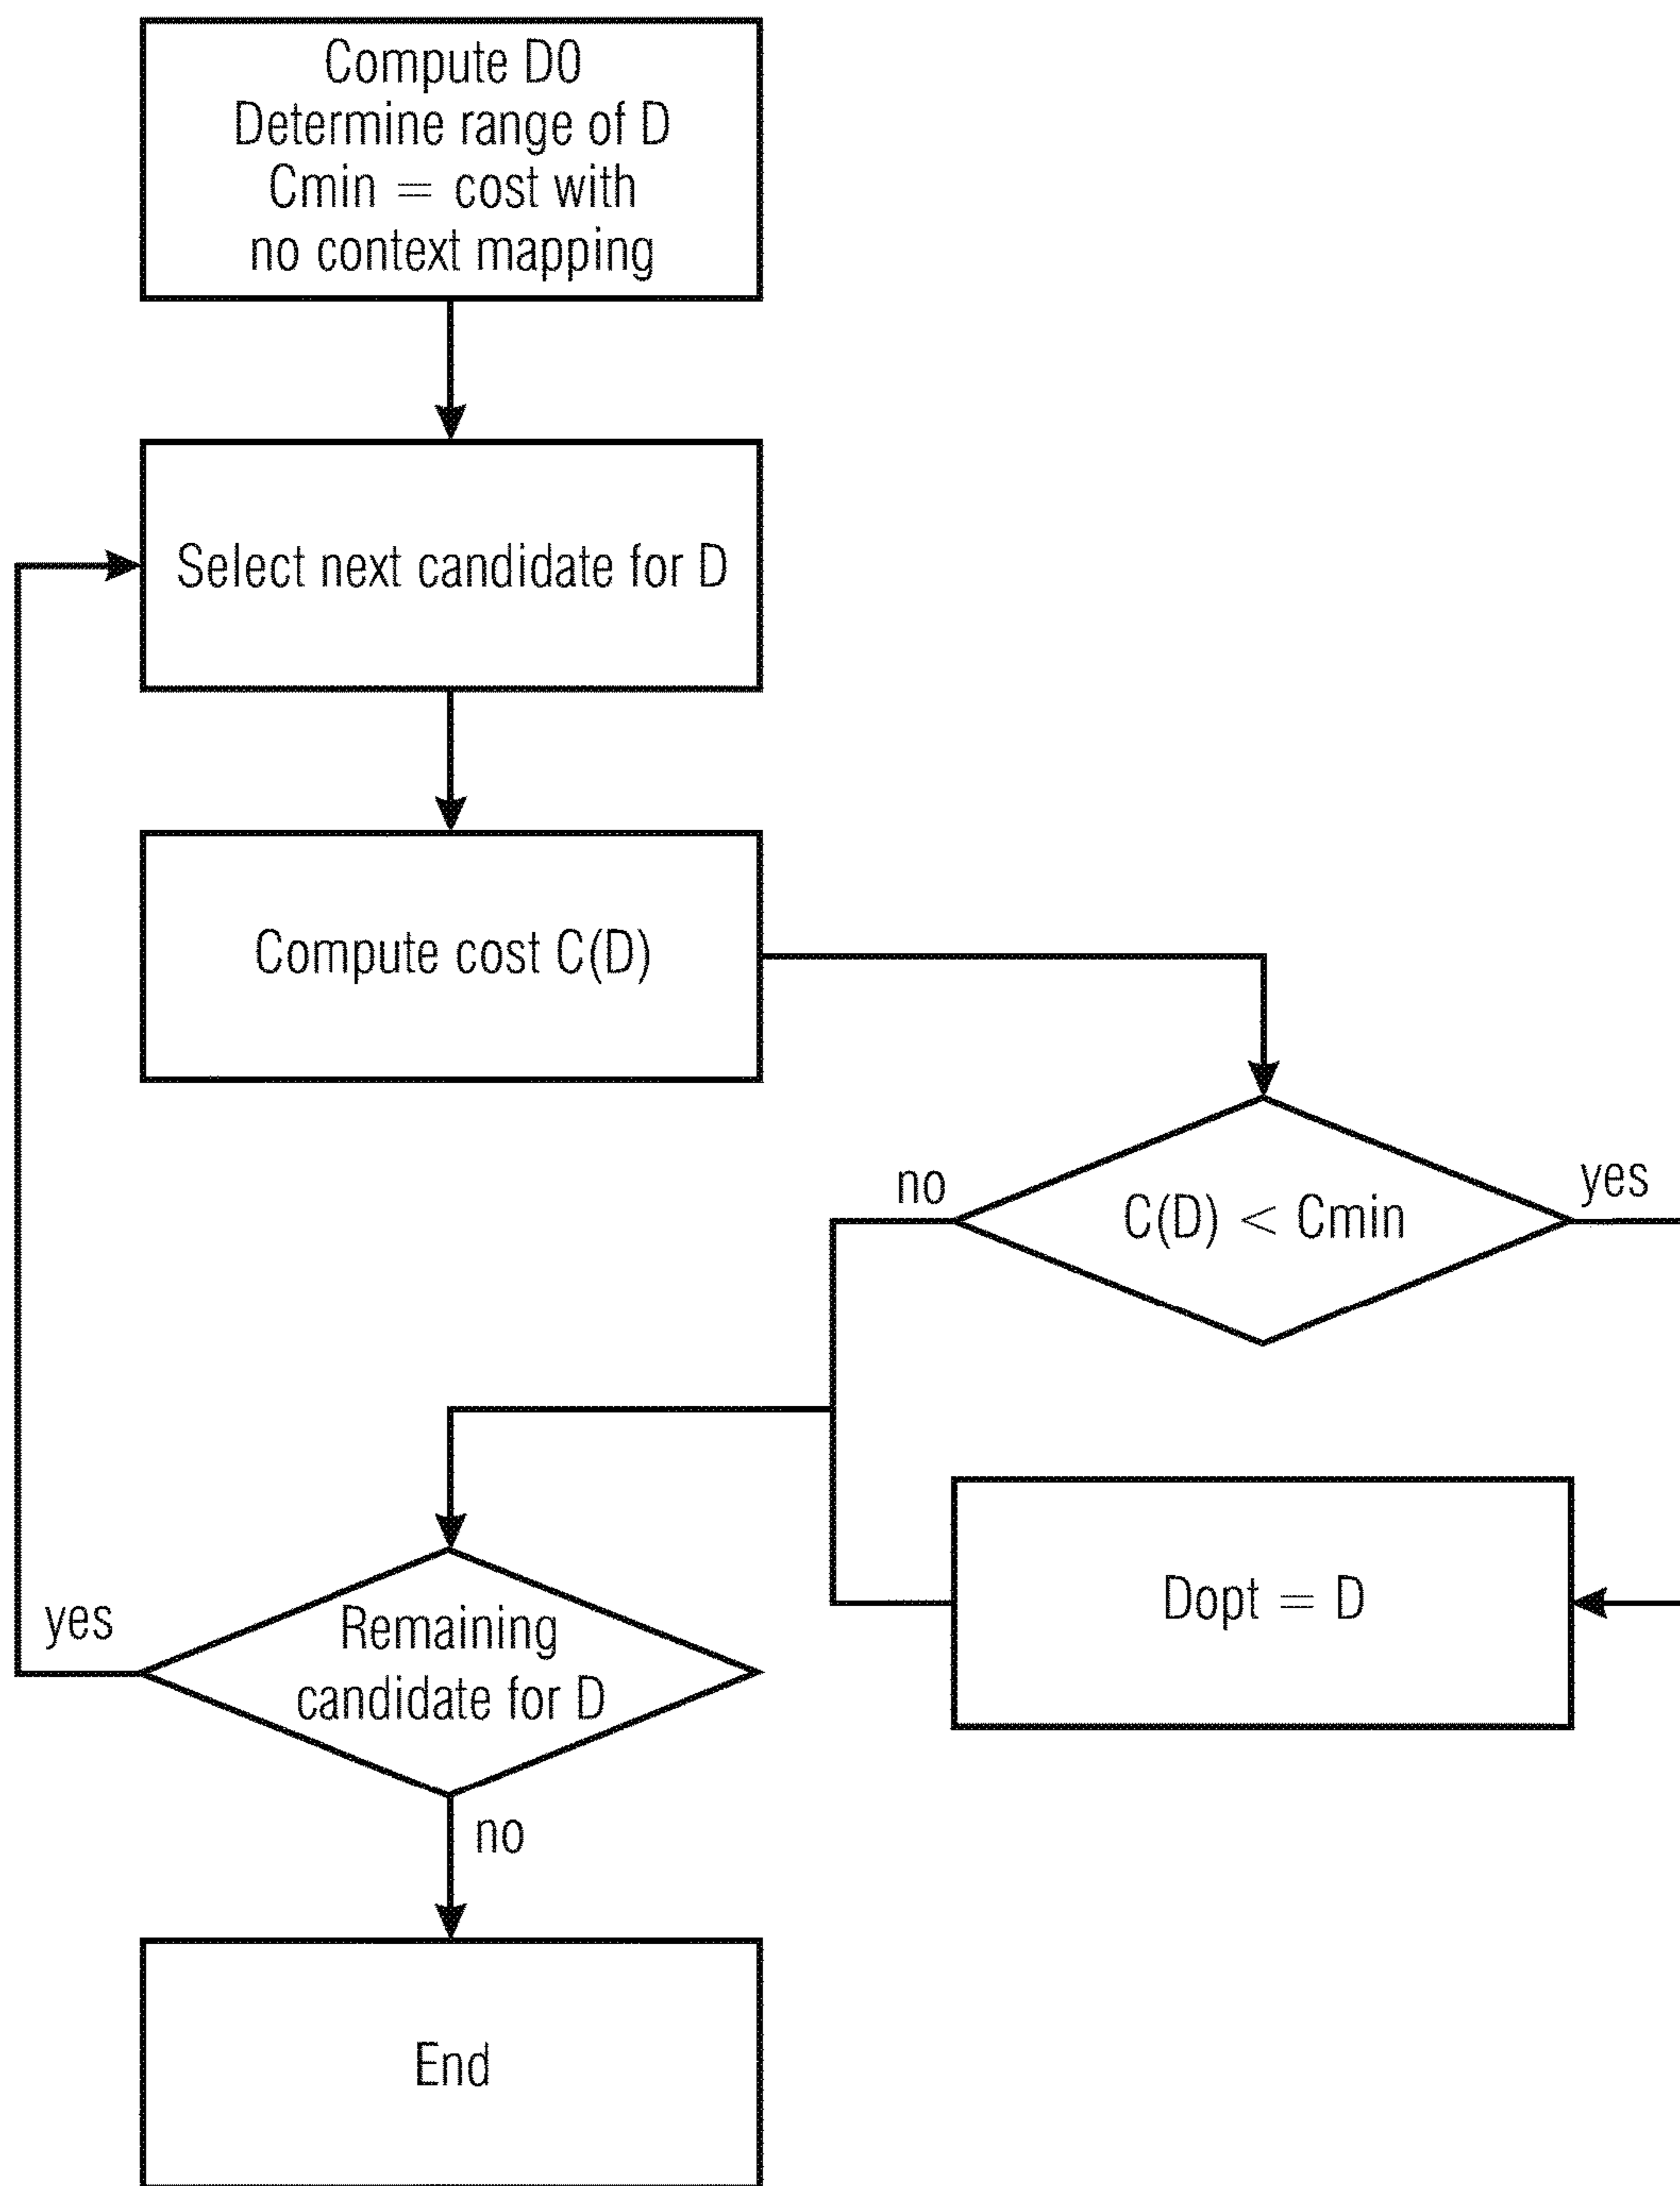 Compute D0
Determine range of D
Cmin = cost with
no context mapping
Select next candidate for D
Compute cost C(D)
no
C(D) < Cmin
yes
Dopt = D
yes
Remaining
candidate for D
no
End